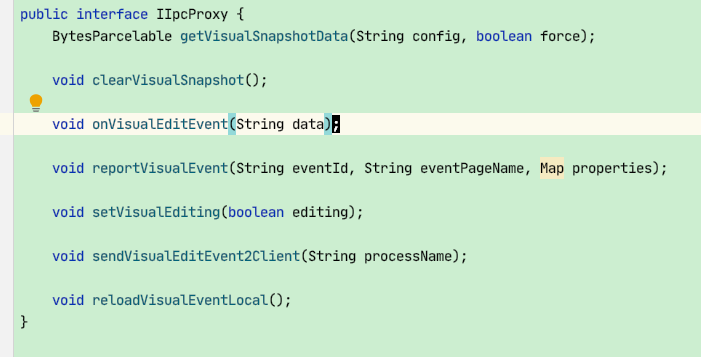 public interface IIpcProxy {
BytesParcelable getVisualSnapshotData(String config, boolean force);
void clearVisualSnapshot();
void onVisualEditEvent(String data);
void reportVisualEvent(String eventId, String eventPageName, Map properties);
void setVisualEditing(boolean editing);
void sendVisualEditEvent2Client(String processName);
void reloadVisualEventLocal();
}